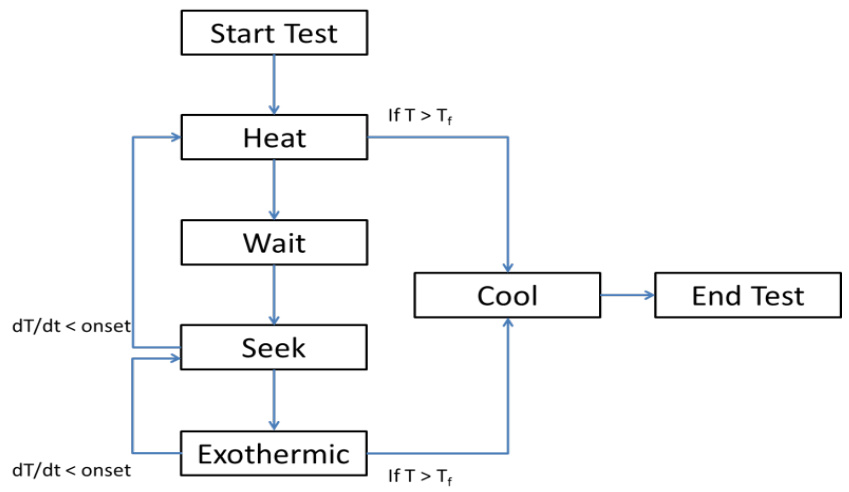 Start Test
If T > Tf
Heat
Wait
Cool
End Test
dT/dt < onset
Seek
Exothermic
dT/dt < onset
If T > Tf